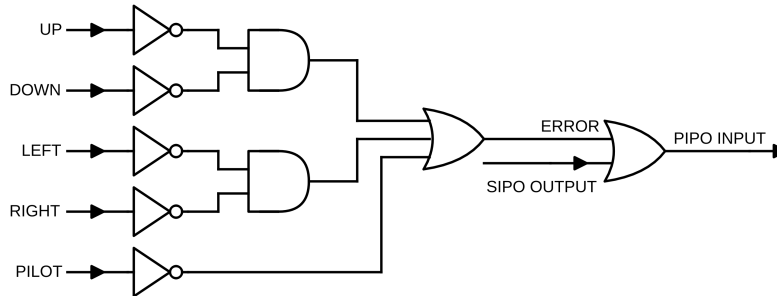 UP
DOWN
LEFT
RIGHT
PILOT
ERROR
SIPO OUTPUT
PIPO INPUT